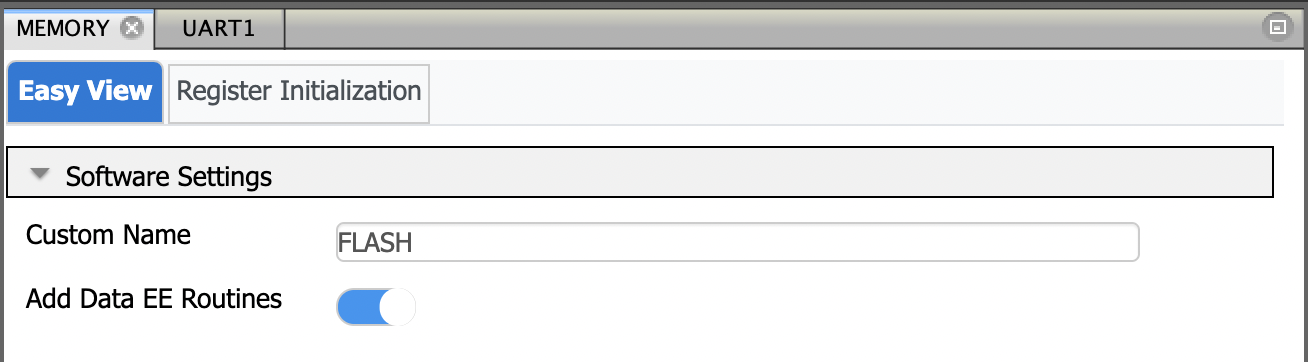 MEMORY UART1
Easy View Register Initialization
Software Settings
Custom Name FLASH
Add Data EE Routines